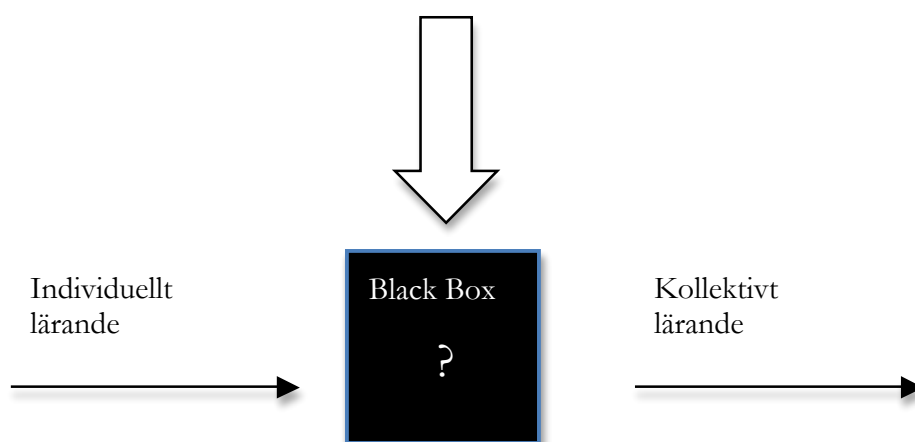 Individuellt
lärande
Black Box
?
Kollektivt
lärande